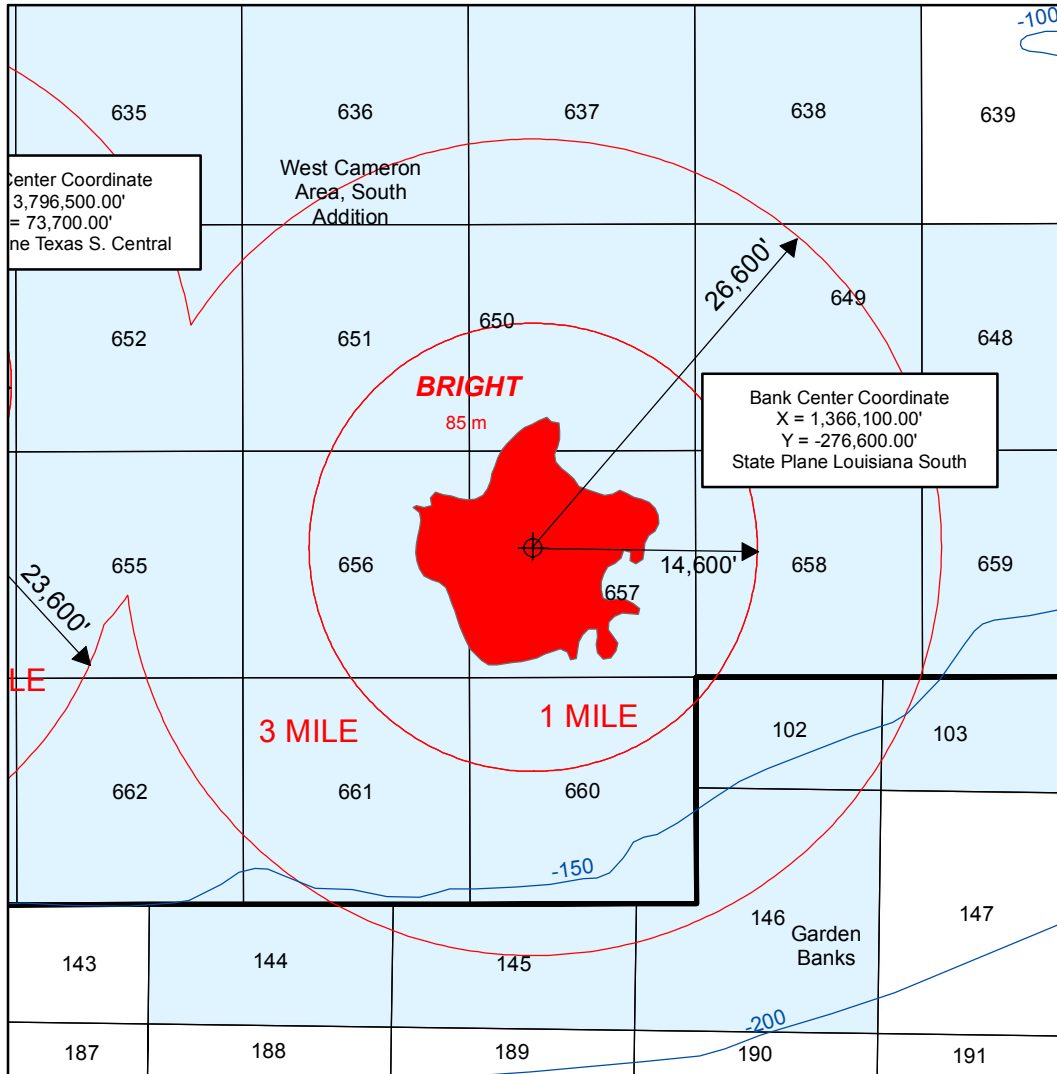 -100
635
636
637
638
639
West Cameron
Area, South
Addition
Center Coordinate
3,796,500.00'
= 73,700.00'
ne Texas S. Central
26,600'
649
650
652
651
648
BRIGHT
85 m
Bank Center Coordinate
X = 1,366,100.00'
Y = -276,600.00'
State Plane Louisiana South
655
656
14,600'
658
659
657
23,600'
LE
3 MILE
1 MILE
102
103
662
661
660
-150
146
147
Garden
Banks
143
144
145
-200
187
188
189
190
191